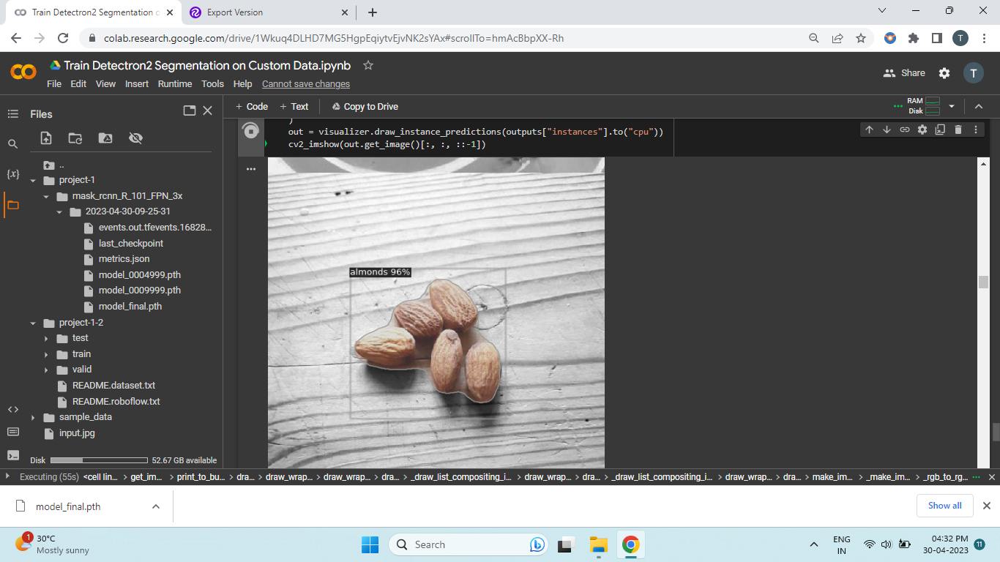 Train Detectron2 Segmentation o
Export Version
colab.research.google.com/drive/1Wkuq4DLHD7MG5HgpEqiytvEjvNK2sYAx#scrollTo=hmAcBbpXX-Rh
T
Train Detectron2 Segmentation on Custom Data.ipynb
Share
T
File Edit View Insert Runtime Tools Help Cannot save changes
Files
+ Code + Text Copy to Drive
RAM
Disk
)
out = visualizer.draw_instance_predictions(outputs["instances"].to("cpu"))
cv2_imshow(out.get_image()[:, :, ::-1])
..
{x}
project-1
mask_rcnn_R_101_FPN_3x
2023-04-30-09-25-31
events.out.tfevents.16828...
last_checkpoint
metrics.json
model_0004999.pth
model_0009999.pth
model_final.pth
project-1-2
test
train
valid
README.dataset.txt
README.roboflow.txt
sample_data
input.jpg
almonds 96%
Disk 52.67 GB available
Executing (55s) <cell lin... > get_im... > print_to_bu... > dra... > draw_wrap... > draw_wrap... > dra... > _draw_list_compositing_i... > draw_wrap... > dra... > _draw_list_compositing_i... > draw_wrap... > dra... > make_im... > _make_im... > _rgb_to_rg...
model_final.pth
Show all
1
30°C
Mostly sunny
Search
ENG
IN
04:32 PM
30-04-2023
11